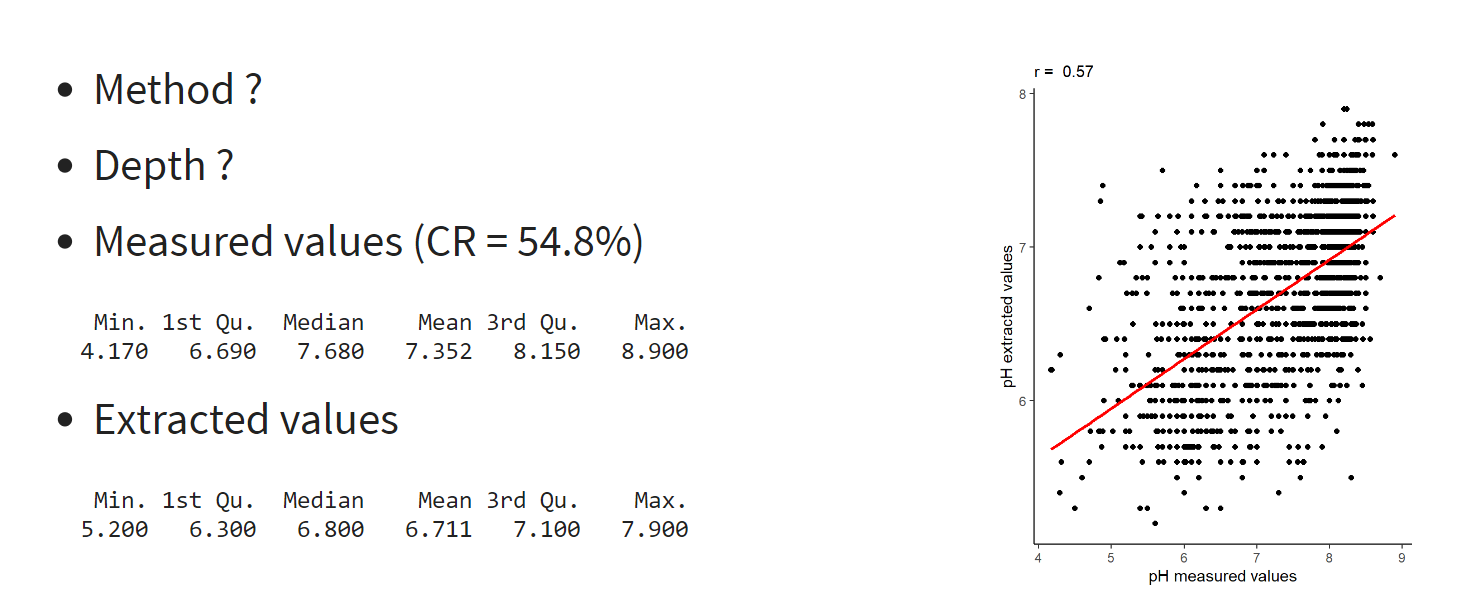 • Method ?
• Depth ?
• Measured values (CR = 54.8%)
Min. 1st Qu. Median Mean 3rd Qu. Max.
4.170 6.690 7.680 7.352 8.150 8.900
• Extracted values
Min. 1st Qu. Median Mean 3rd Qu. Max.
5.200 6.300 6.800 6.711 7.100 7.900
r = 0.57
8
7
6
pH extracted values
4 5 6 7 8 9
pH measured values